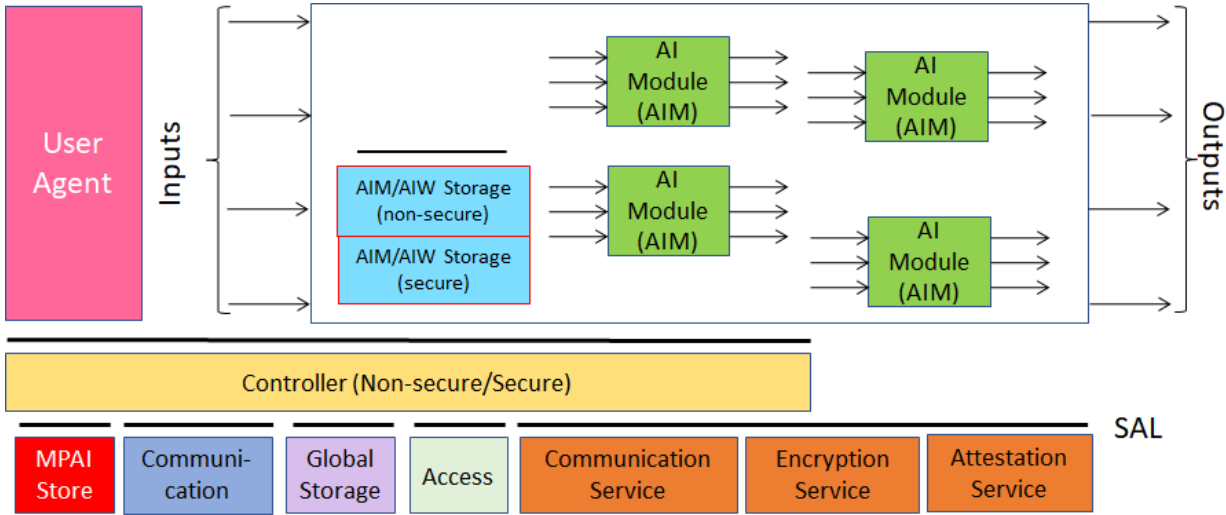 User
Agent
Inputs
AIM/AIW Storage
(non-secure)
AIM/AIW Storage
(secure)
AI
Module
(AIM)
AI
Module
(AIM)
AI
Module
(AIM)
AI
Module
(AIM)
Outputs
Controller (Non-secure/Secure)
SAL
MPAI
Store
Communi-
cation
Global
Storage
Access
Communication
Service
Encryption
Service
Attestation
Service